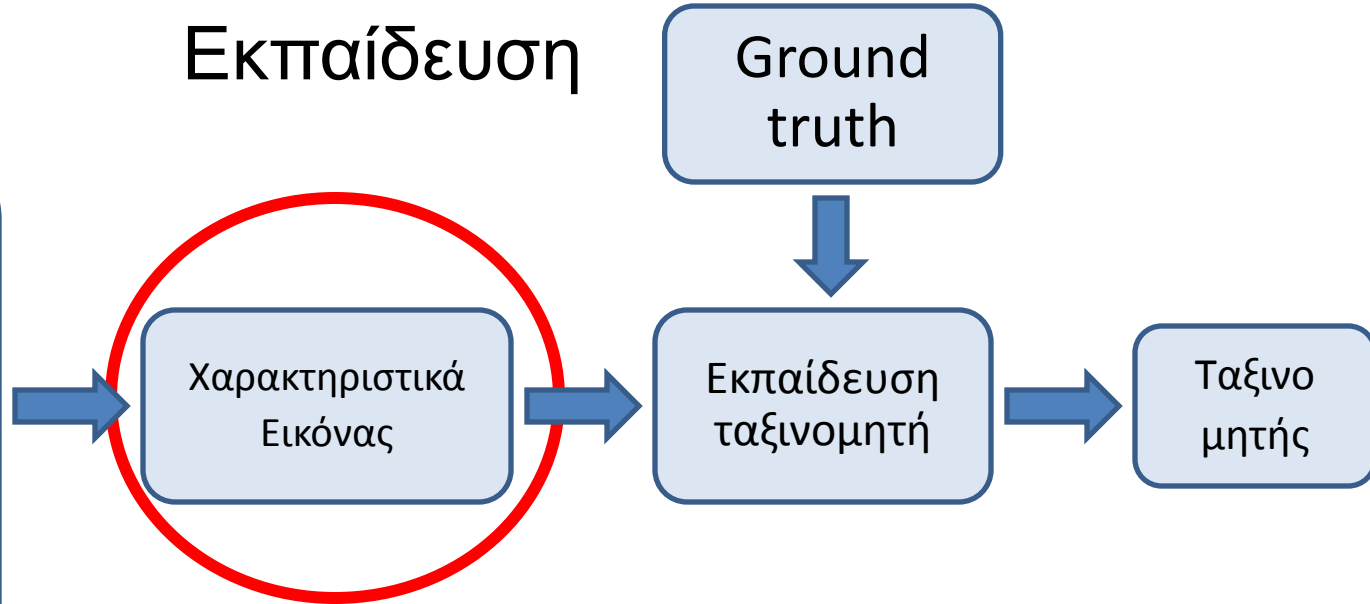 Εκπαίδευση
Ground
truth
Χαρακτηριστικά
Εικόνας
Εκπαίδευση
ταξινομητή
Ταξινο
μητής